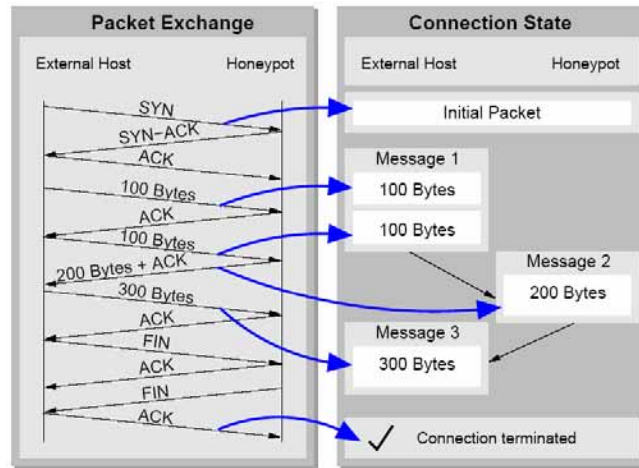 Packet Exchange
External Host
Honeypot
SYN
SYN-ACK
ACK
100 Bytes
ACK
100 Bytes
200 Bytes + ACK
300 Bytes
ACK
FIN
ACK
FIN
ACK
Connection State
External Host
Honeypot
Initial Packet
Message 1
100 Bytes
100 Bytes
Message 2
200 Bytes
Message 3
300 Bytes
Connection terminated